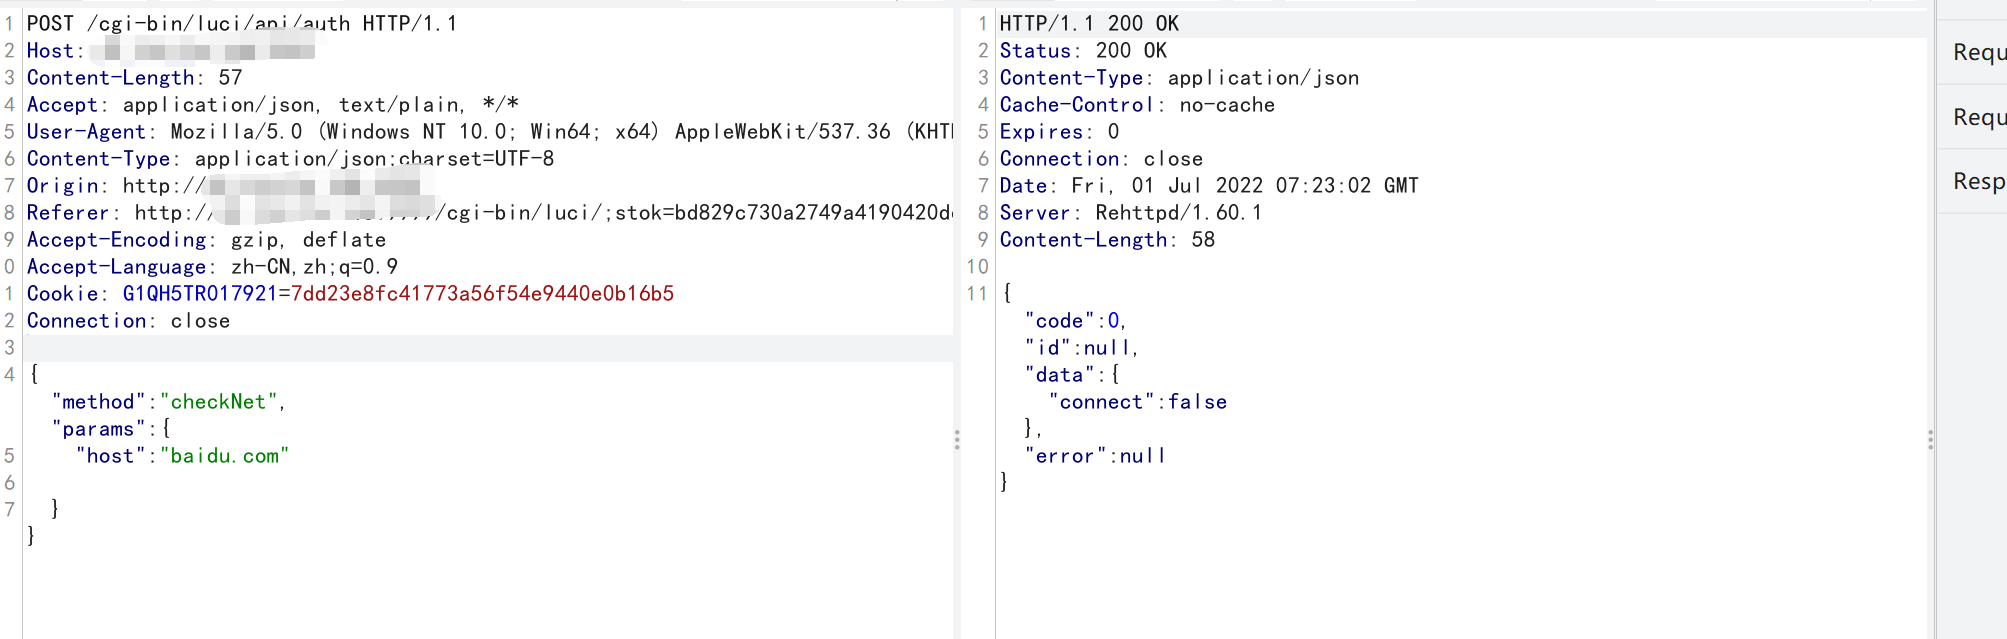 1 POST /cgi-bin/luci/api/auth HTTP/1.1
2 Host:
3 Content-Length: 57
4 Accept: application/json, text/plain, */*
5 User-Agent: Mozilla/5.0 (Windows NT 10.0; Win64; x64) AppleWebKit/537.36 (KHT
6 Content-Type: application/json;charset=UTF-8
7 Origin: http://
8 Referer: http:/ /cgi-bin/luci/;stok=bd829c730a2749a4190420d
9 Accept-Encoding: gzip, deflate
0 Accept-Language: zh-CN,zh;q=0.9
1 Cookie: G1QH5TR017921=7dd23e8fc41773a56f54e9440e0b16b5
2 Connection: close
3
4 {
"method":"checkNet",
"params":{
5 "host":"baidu.com"
6
7 }
}
1 HTTP/1.1 200 OK
2 Status: 200 OK
3 Content-Type: application/json
4 Cache-Control: no-cache
5 Expires: 0
6 Connection: close
7 Date: Fri, 01 Jul 2022 07:23:02 GMT
8 Server: Rehttpd/1.60.1
9 Content-Length: 58
10
11 {
"code":0,
"id":null,
"data":{
"connect":false
},
"error":null
}
Requ
Requ
Resp